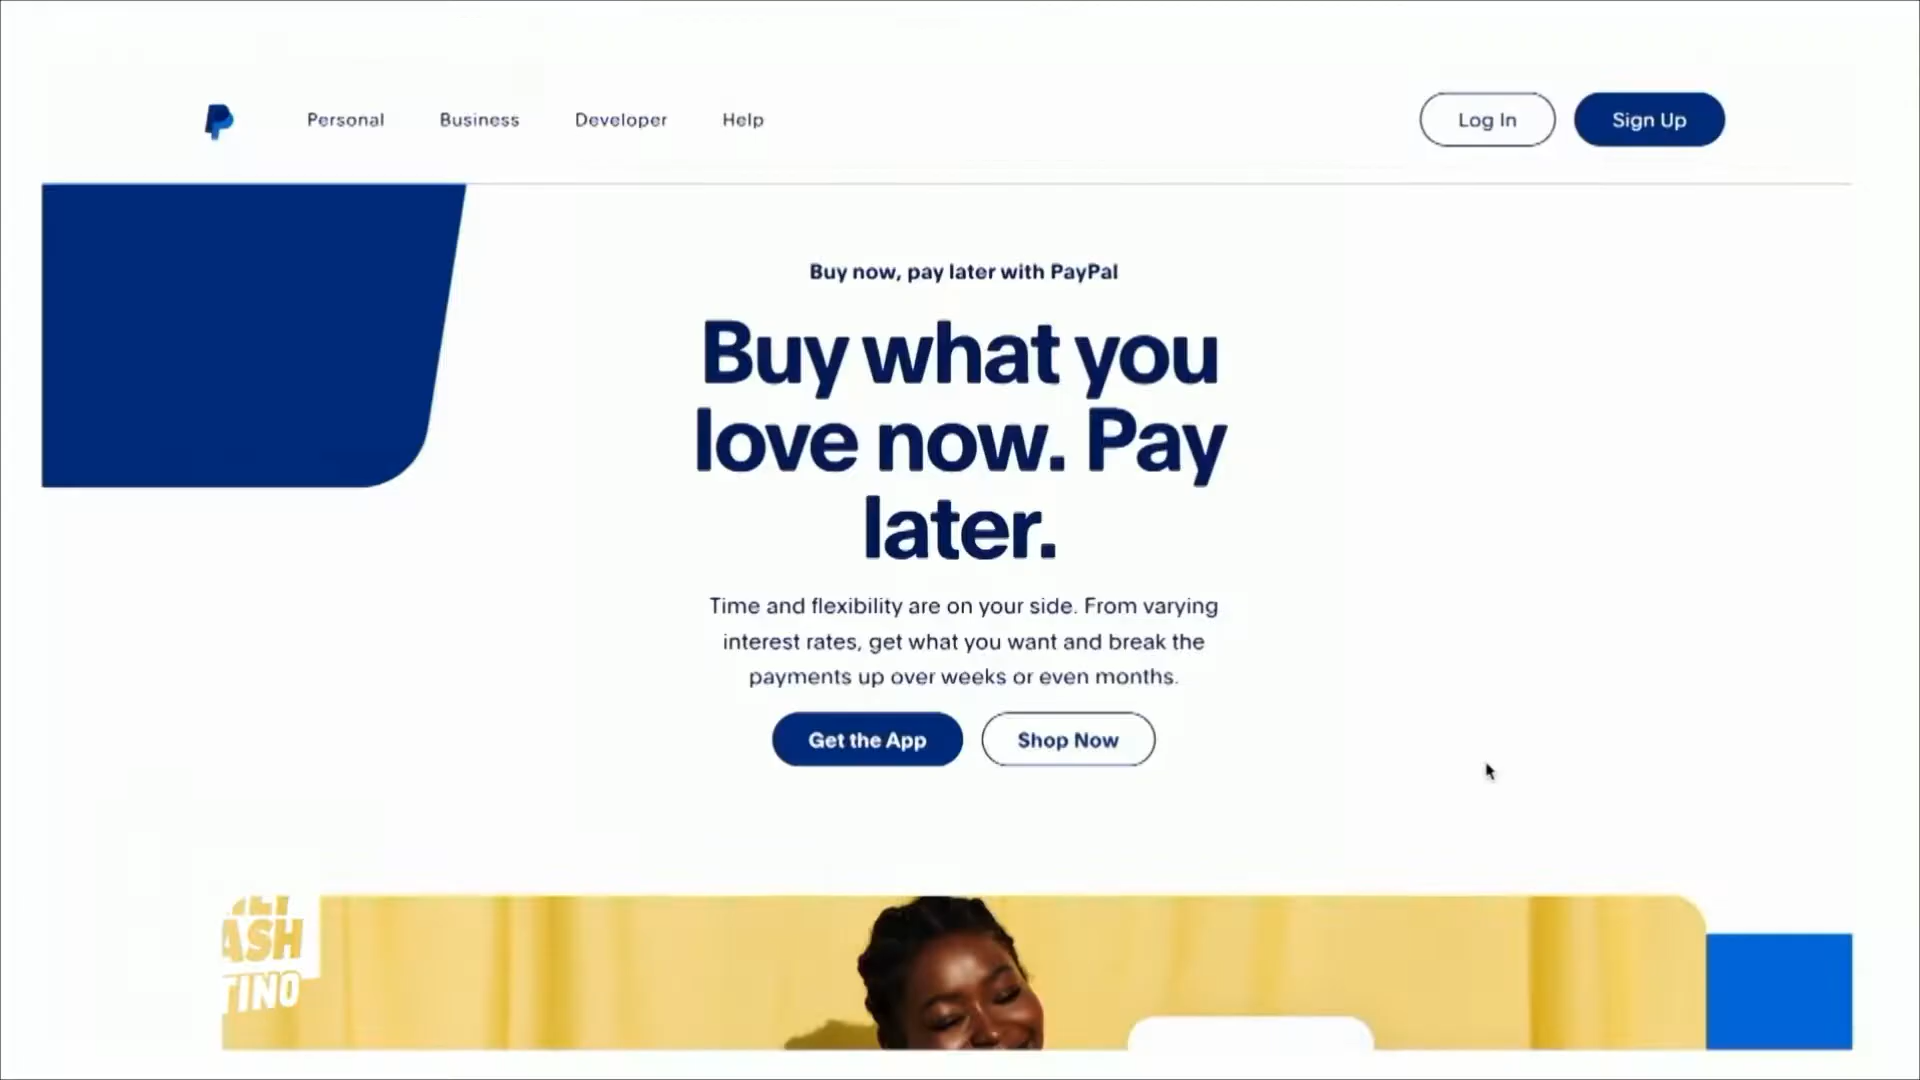 Personal Business Developer Help Log In Sign Up
Buy now, pay later with PayPal
Buy what you
love now. Pay
later.
Time and flexibility are on your side. From varying
interest rates, get what you want and break the
payments up over weeks or even months.
Get the App Shop Now
ASH
TINO